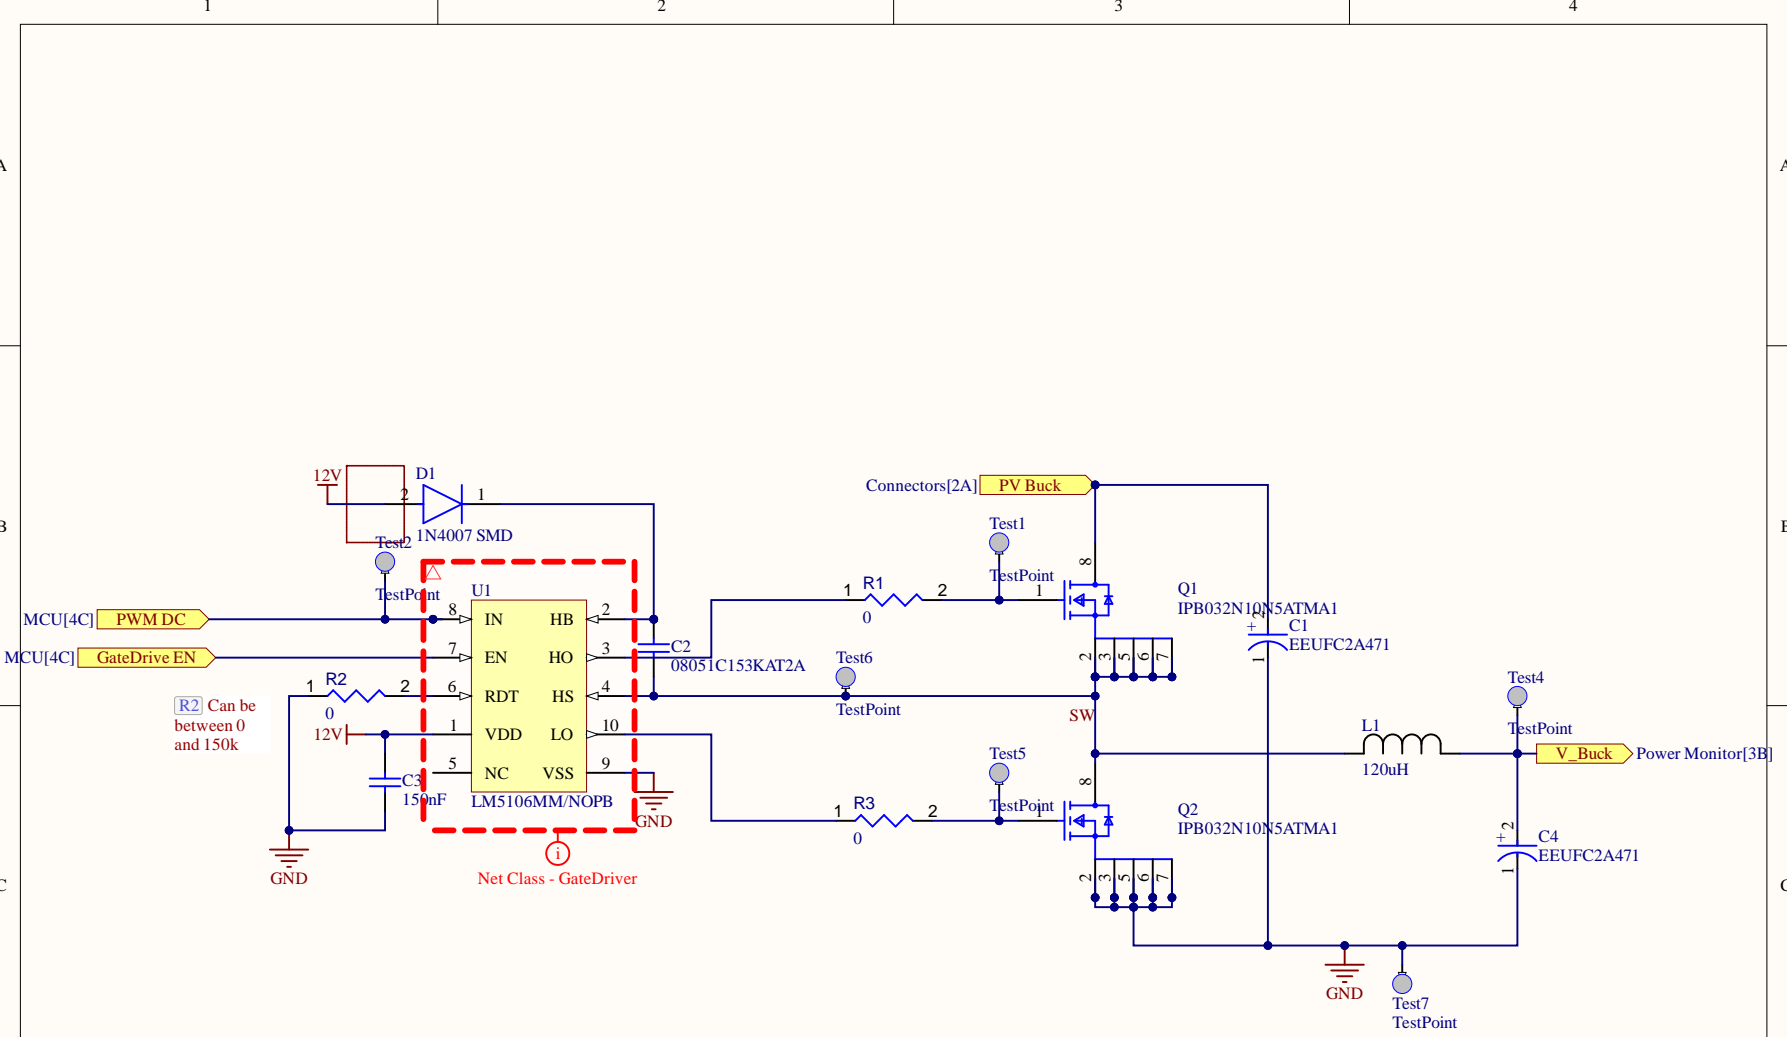 1
2
3
4
A
A
B
C
12V
D1
2
1
1N4007 SMD
Test2
TestPoint
MCU[4C]
PWM DC
MCU[4C]
GateDrive EN
U1
8
IN
HB
2
7
EN
HO
3
6
RDT
HS
4
1
VDD
LO
10
5
NC
VSS
9
LM5106MM/NOPB
C2
08051C153KAT2A
R2
1
2
0
R2 Can be
between 0
and 150k
12V
C3
150nF
GND
GND
i
Net Class - GateDriver
Connectors[2A]
PV Buck
Test1
TestPoint
R1
1
2
0
1
8
Q1
IPB032N10N5ATMA1
2
3
5
6
7
2
+
C1
EEUFC2A471
1
Test6
TestPoint
SW
Test5
TestPoint
R3
1
2
0
1
8
Q2
IPB032N10N5ATMA1
2
3
5
6
7
L1
120uH
Test4
TestPoint
V_Buck
Power Monitor[3B]
2
+
C4
EEUFC2A471
1
GND
Test7
TestPoint